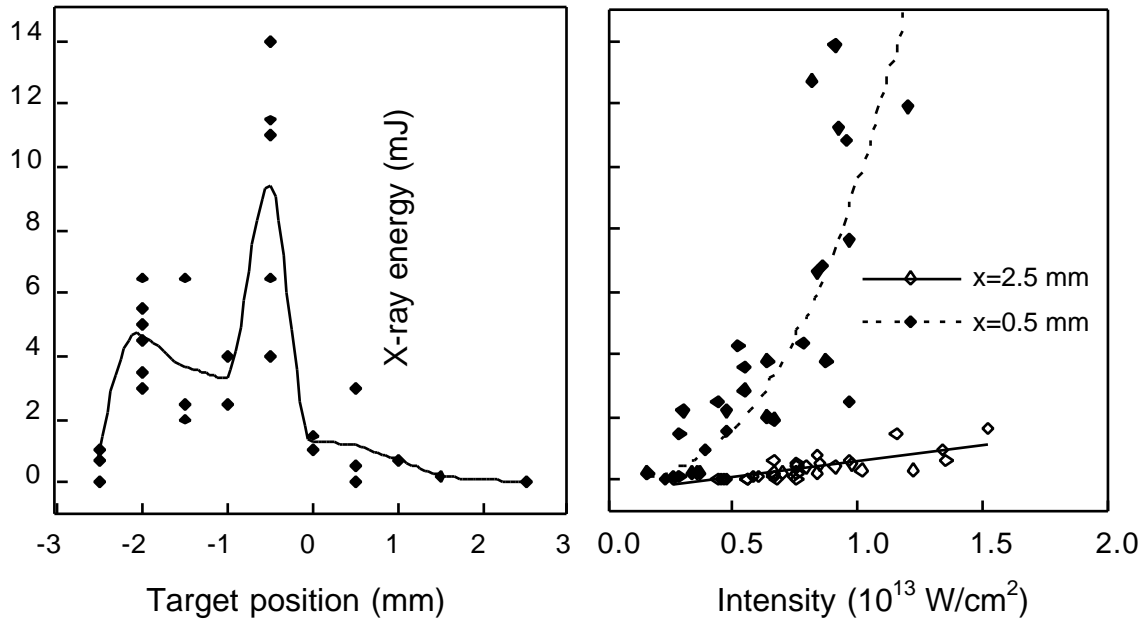 14
12
10
8
6
4
2
0
-3 -2 -1 0 1 2 3
Target position (mm)
X-ray energy (mJ)
x=2.5 mm
x=0.5 mm
0.0 0.5 1.0 1.5 2.0
Intensity (10¹³ W/cm²)